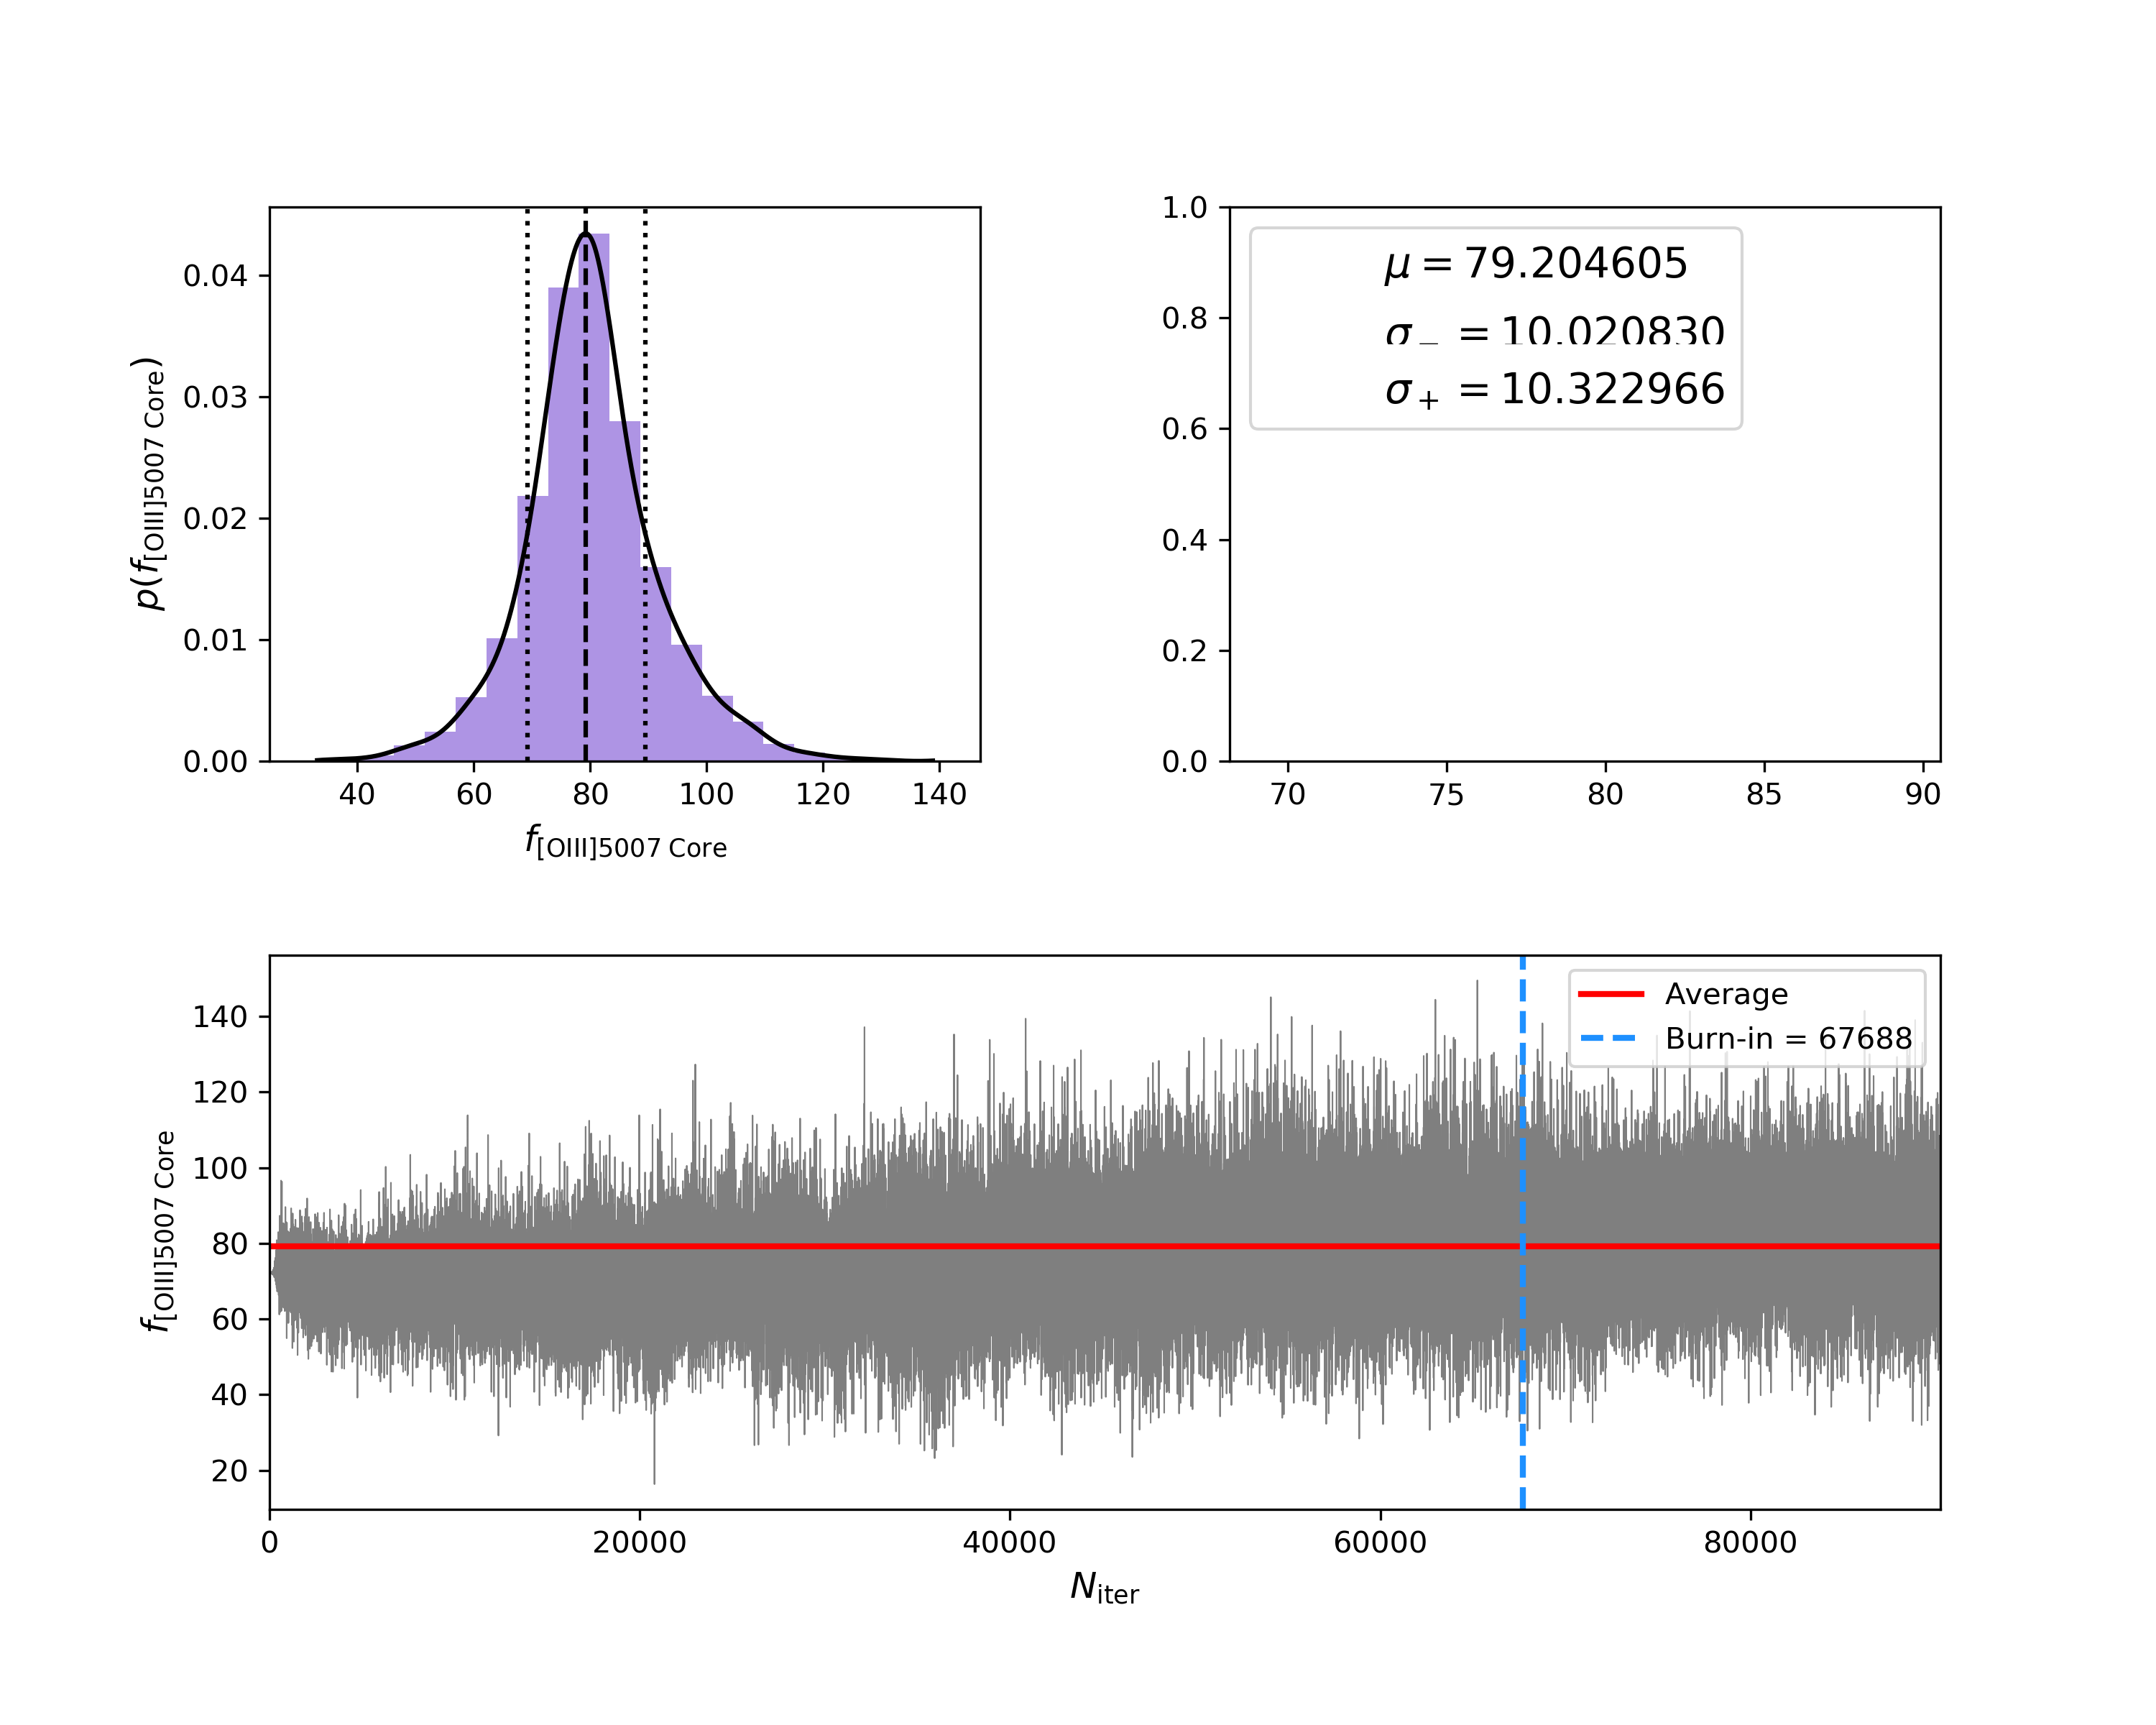 0.04
0.03
0.02
0.01
0.00
p(f[OIII]5007 Core)
40 60 80 100 120 140
f[OIII]5007 Core
1.0
0.8
0.6
0.4
0.2
0.0
μ = 79.204605
σ− = 10.020830
σ+ = 10.322966
70 75 80 85 90
140
120
100
80
60
40
20
f[OIII]5007 Core
Average
Burn-in = 67688
0 20000 40000 60000 80000
Niter